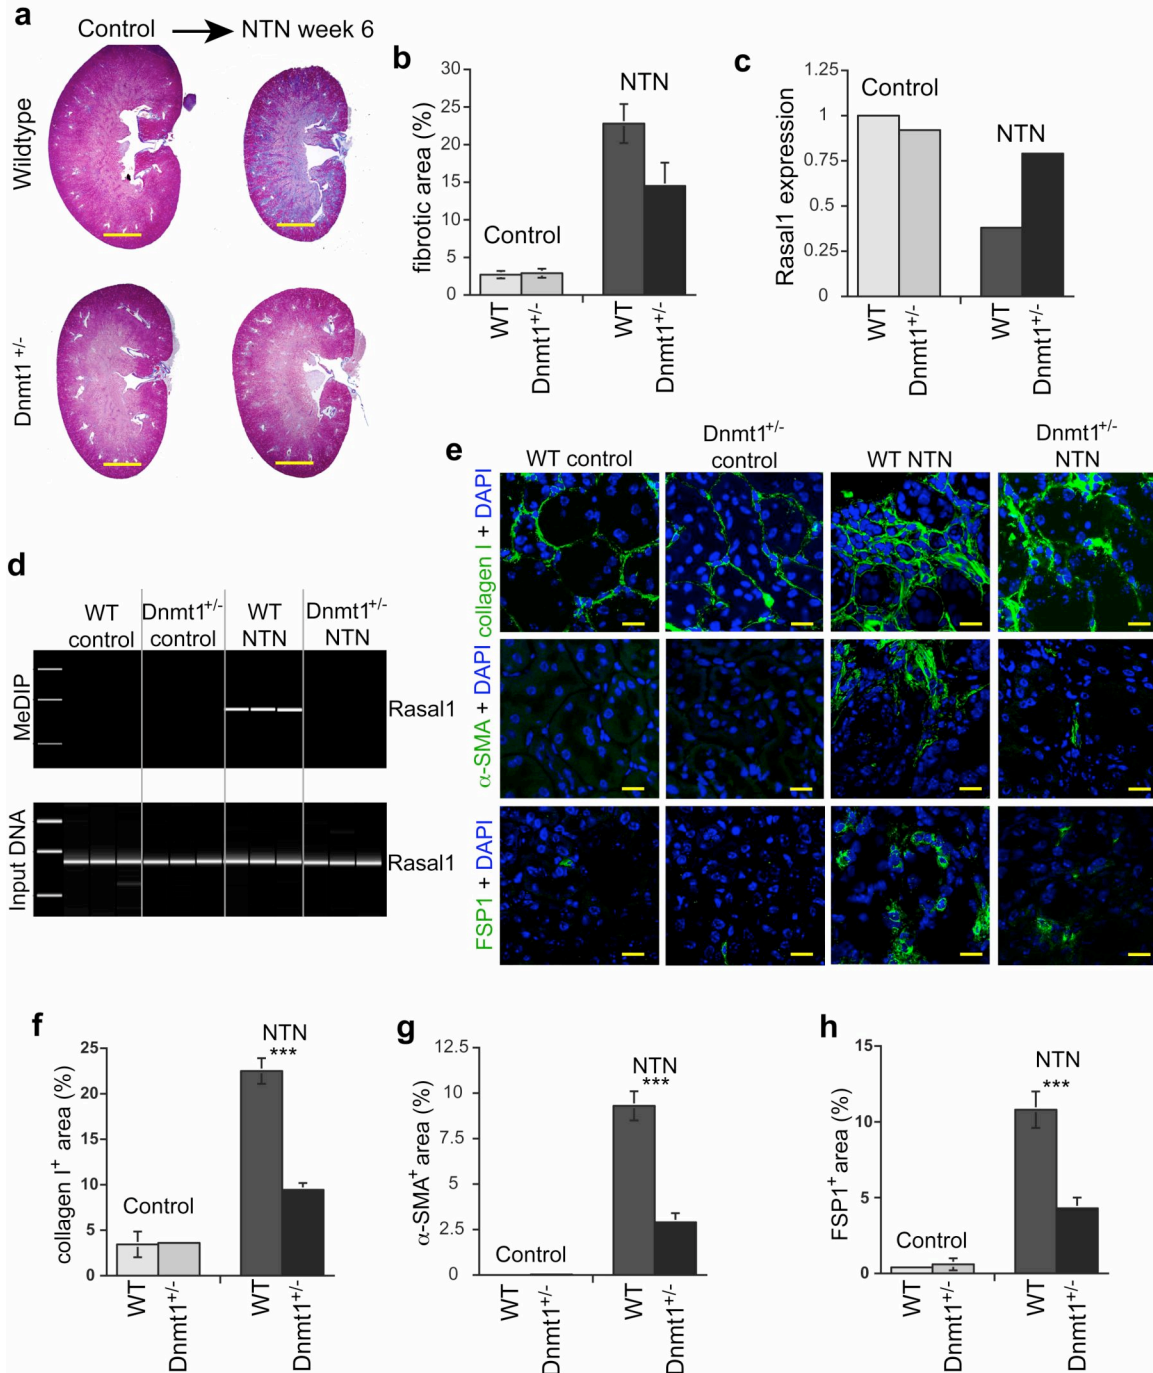 a
Control NTN week 6
Wildtype
Dnmt1 +/-
b
fibrotic area (%)
30
25
20
15
10
5
0
NTN
Control
WT
Dnmt1+/-
WT
Dnmt1+/-
c
Rasal1 expression
1.25
1
0.75
0.5
0.25
0
Control
NTN
WT
Dnmt1+/-
WT
Dnmt1+/-
d
WT control
Dnmt1+/- control
WT NTN
Dnmt1+/- NTN
MeDIP
Rasal1
Input DNA
Rasal1
e
WT control
Dnmt1+/- control
WT NTN
Dnmt1+/- NTN
collagen I + DAPI
α-SMA + DAPI
FSP1 + DAPI
f
collagen I+ area (%)
25
20
15
10
5
0
NTN
***
Control
WT
Dnmt1+/-
WT
Dnmt1+/-
g
α-SMA+ area (%)
12.5
10
7.5
5
2.5
0
NTN
***
Control
WT
Dnmt1+/-
WT
Dnmt1+/-
h
FSP1+ area (%)
15
10
5
0
NTN
***
Control
WT
Dnmt1+/-
WT
Dnmt1+/-